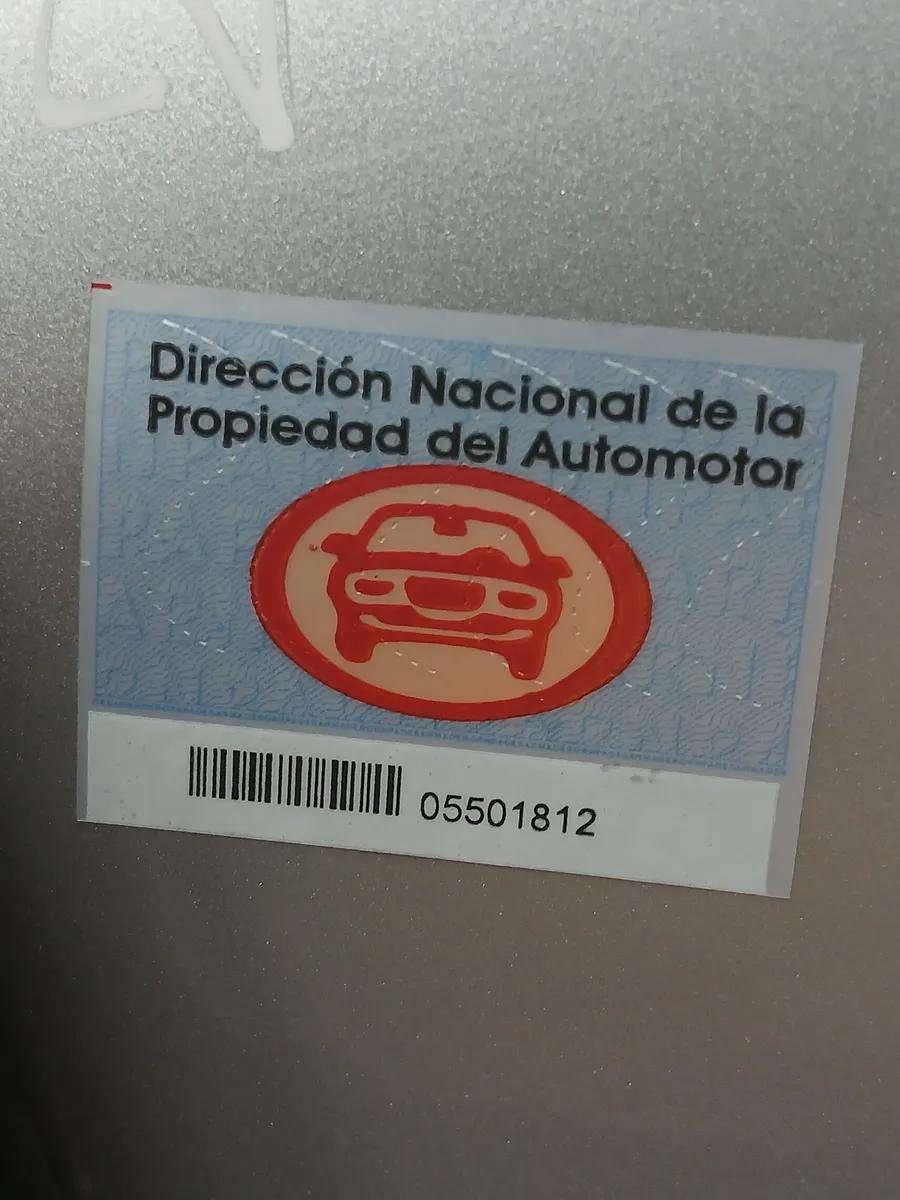 Dirección Nacional de la
Propiedad del Automotor
05501812